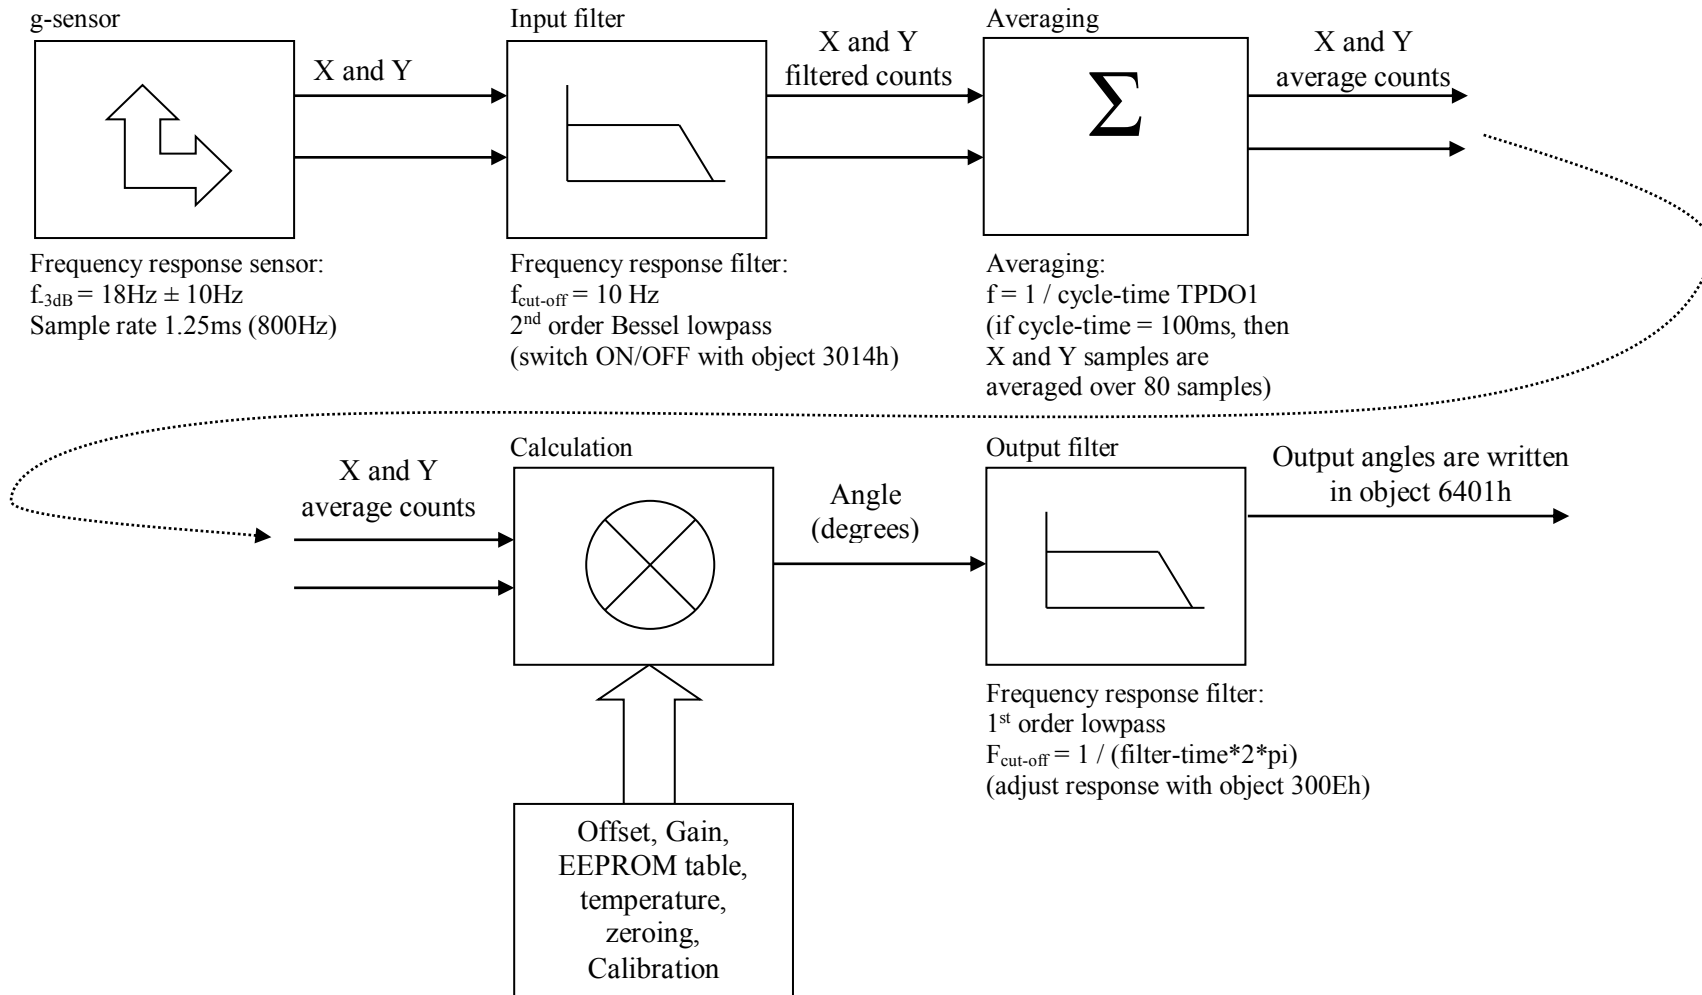 g-sensor
X and Y
Frequency response sensor:
f-3dB = 18Hz ± 10Hz
Sample rate 1.25ms (800Hz)
Input filter
X and Y
filtered counts
Frequency response filter:
fcut-off = 10 Hz
2nd order Bessel lowpass
(switch ON/OFF with object 3014h)
Averaging
Σ
X and Y
average counts
Averaging:
f = 1 / cycle-time TPDO1
(if cycle-time = 100ms, then
X and Y samples are
averaged over 80 samples)
X and Y
average counts
Calculation
Angle
(degrees)
Offset, Gain,
EEPROM table,
temperature,
zeroing,
Calibration
Output filter
Output angles are written
in object 6401h
Frequency response filter:
1st order lowpass
Fcut-off = 1 / (filter-time*2*pi)
(adjust response with object 300Eh)